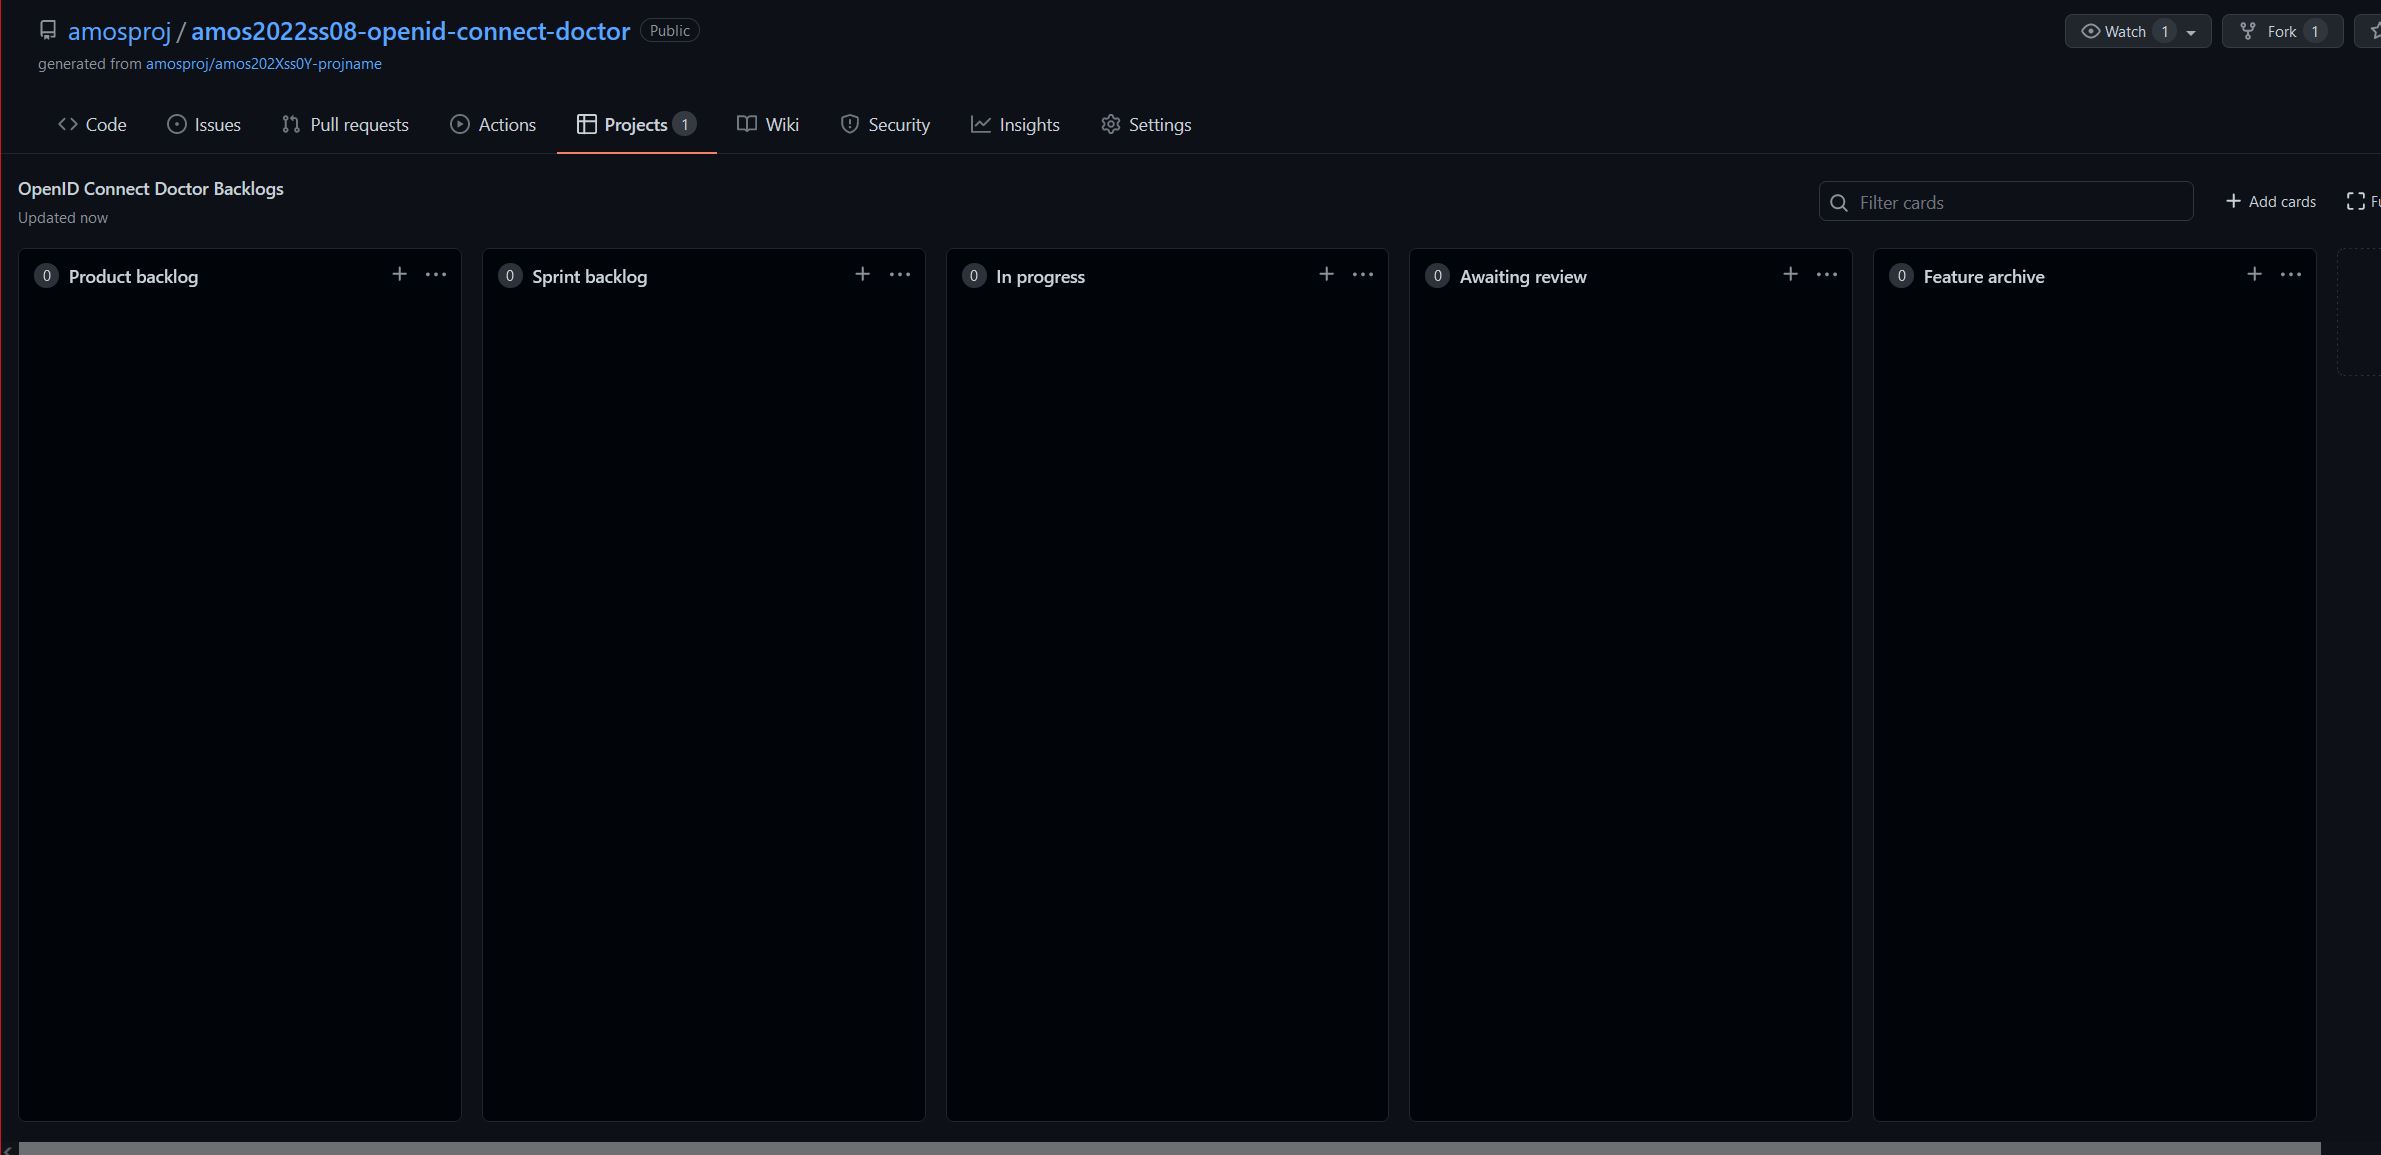 amosproj / amos2022ss08-openid-connect-doctor Public Watch 1 Fork 1
generated from amosproj/amos202Xss0Y-projname
Code Issues Pull requests Actions Projects 1 Wiki Security Insights Settings
OpenID Connect Doctor Backlogs
Updated now
Filter cards Add cards
0 Product backlog
0 Sprint backlog
0 In progress
0 Awaiting review
0 Feature archive